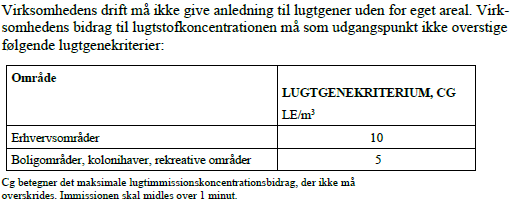 Virksomhedens drift må ikke give anledning til lugtgener uden for eget areal. Virk-
somhedens bidrag til lugtstofkoncentrationen må som udgangspunkt ikke overstige
følgende lugtgenekriterier:
Område
LUGTGENEKRITERIUM, CG
LE/m³
Erhvervsområder 10
Boligområder, kolonihaver, rekreative områder 5
Cg betegner det maksimale lugtimmissionskoncentrationsbidrag, der ikke må
overskrides. Immissionen skal midles over 1 minut.